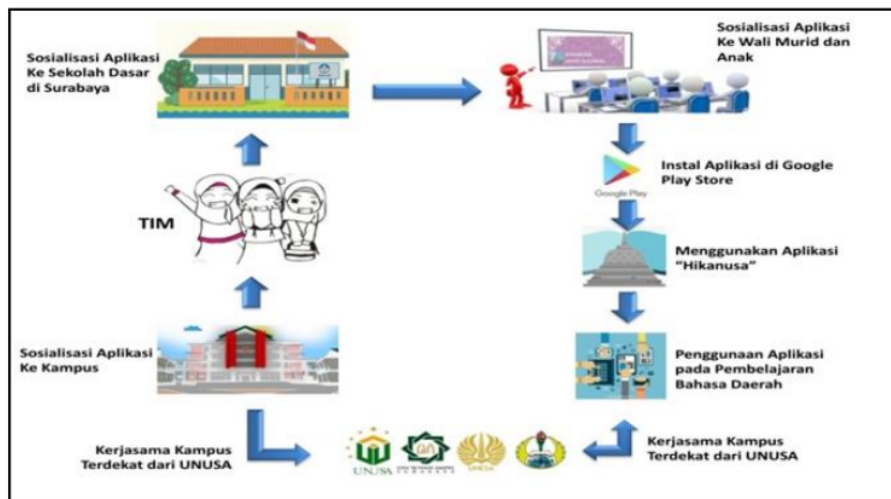 Sosialisasi Aplikasi
Ke Sekolah Dasar
di Surabaya
Sosialisasi Aplikasi
Ke Wali Murid dan
Anak
Instal Aplikasi di Google
Play Store
Google Play
TIM
Menggunakan Aplikasi
“Hikanusa”
Sosialisasi Aplikasi
Ke Kampus
Penggunaan Aplikasi
pada Pembelajaran
Bahasa Daerah
Kerjasama Kampus
Terdekat dari UNUSA
UNUSA
UNESA
Kerjasama Kampus
Terdekat dari UNUSA